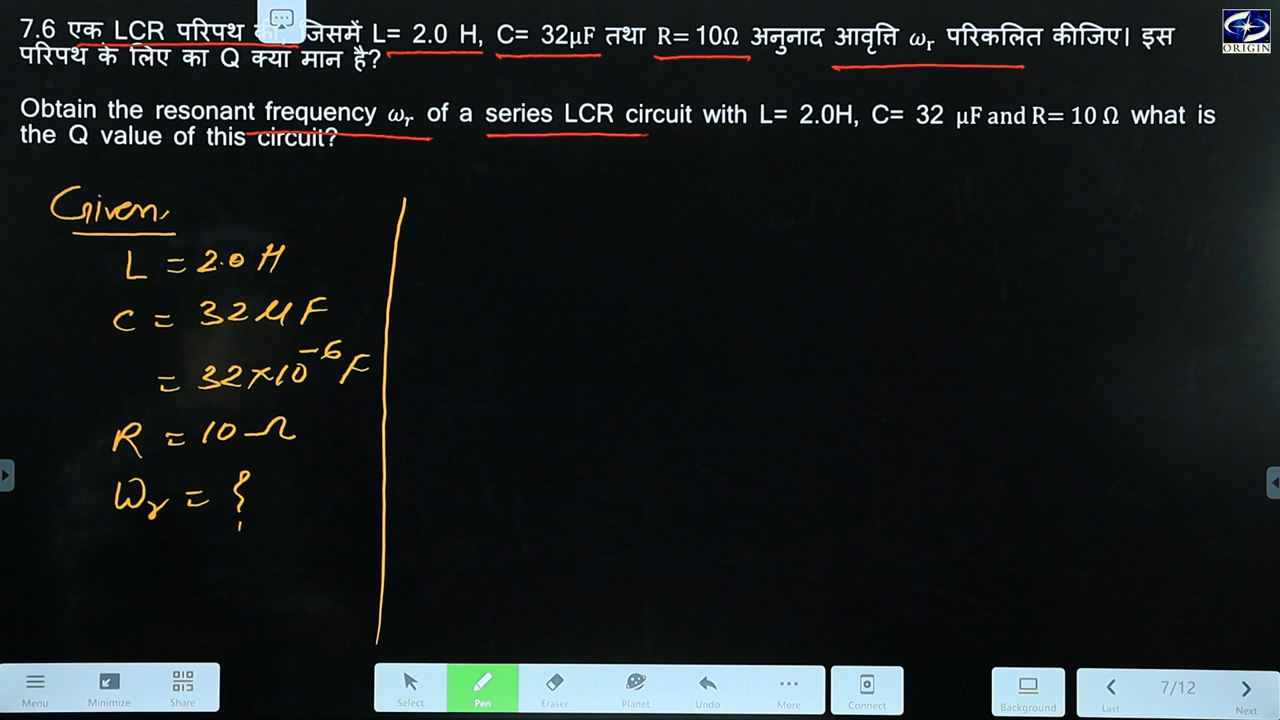 7.6 एक LCR परिपथ जिसमें L= 2.0 H, C= 32μF तथा R= 10Ω अनुनाद आवृत्ति ωr परिकलित कीजिए। इस
परिपथ के लिए का Q क्या मान है?
Obtain the resonant frequency ωr of a series LCR circuit with L= 2.0H, C= 32 μF and R= 10 Ω what is
the Q value of this circuit?
Given,
L = 2.0 H
C = 32 μF
= 32×10⁻⁶ F
R = 10 Ω
ωr = ?
ORIGIN
Menu Minimize Share Select Pen Eraser Planet Undo More Connect Background Last 7/12 Next